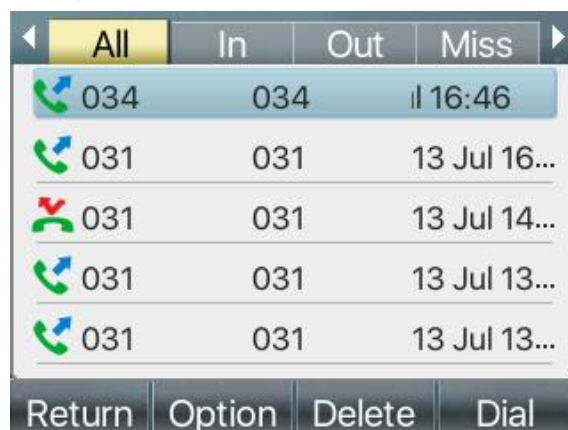 All In Out Miss
034 034 ıl 16:46
031 031 13 Jul 16...
031 031 13 Jul 14...
031 031 13 Jul 13...
031 031 13 Jul 13...
Return Option Delete Dial